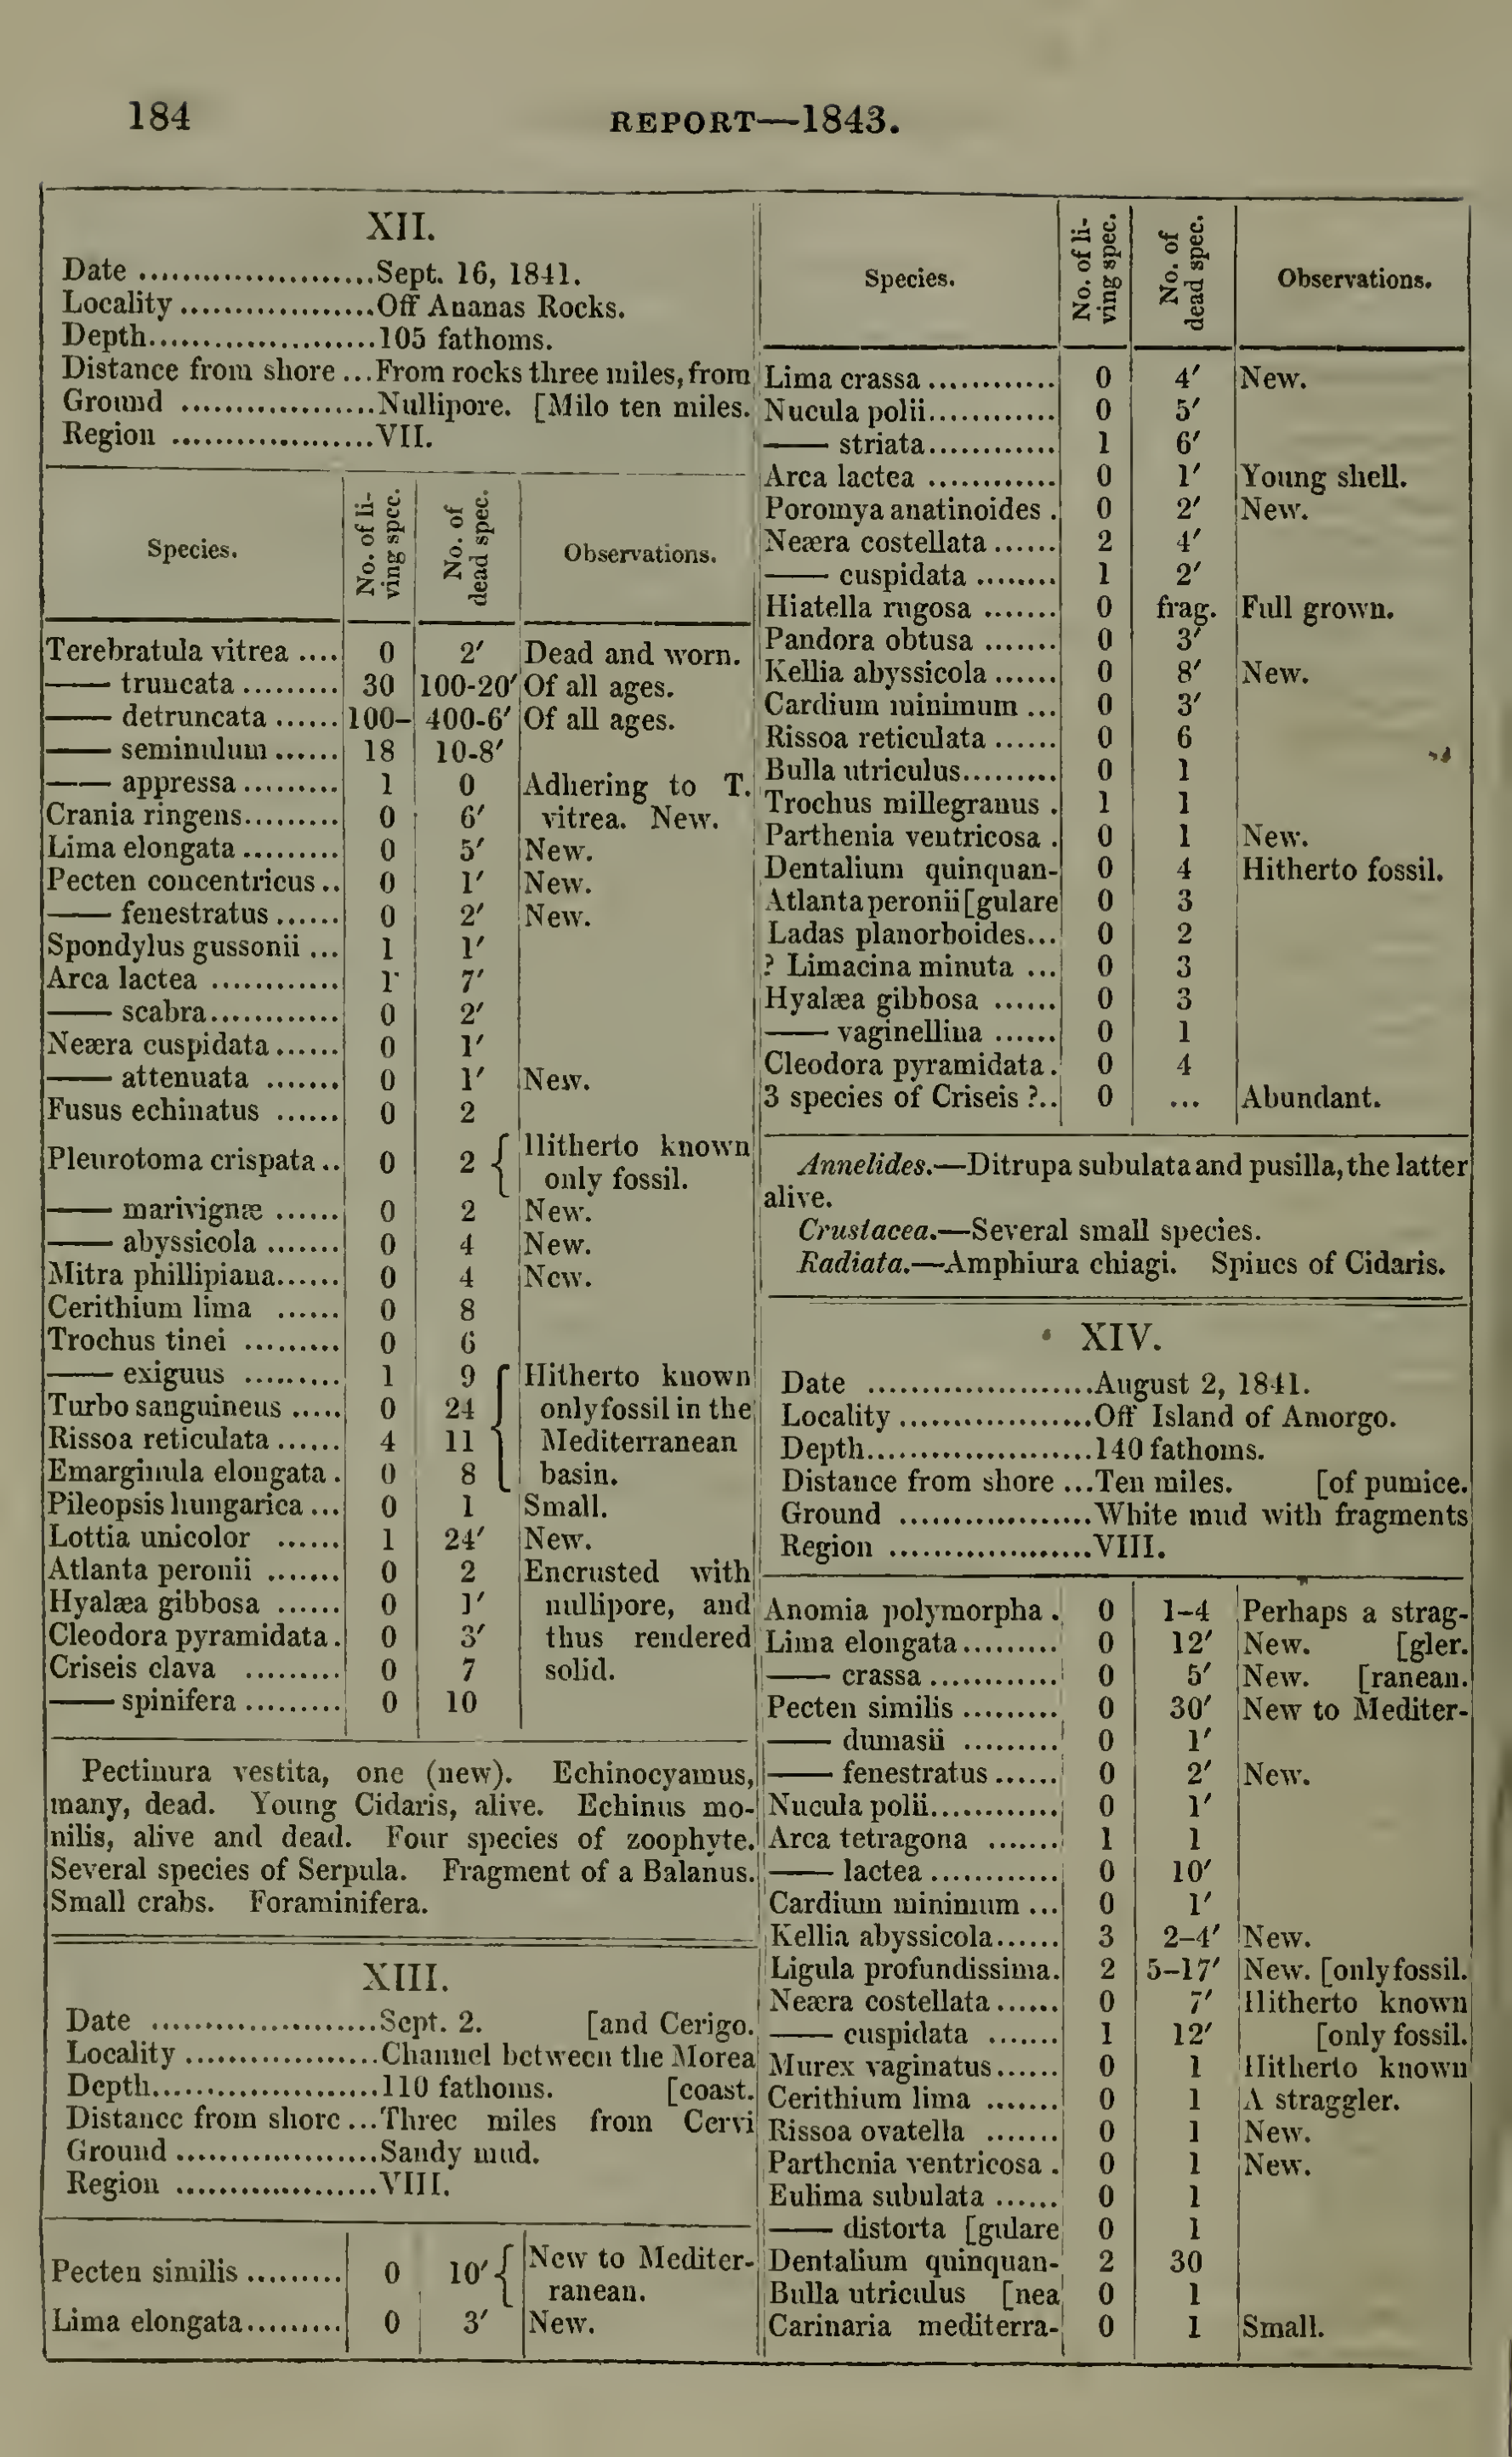 184 REPORT—1843.
XII.
Date ......................Sept. 16, 1841.
Locality ..................Off Ananas Rocks.
Depth.....................105 fathoms.
Distance from shore ...From rocks three miles, from
Ground ..................Nullipore. [Milo ten miles.
Region ...................VII.
Species. No. of li-ving spec. No. of dead spec. Observations.
Terebratula vitrea .... 0 2′ Dead and worn.
—— truncata ......... 30 100-20′ Of all ages.
—— detruncata ...... 100– 400-6′ Of all ages.
—— seminulum ...... 18 10-8′
—— appressa ......... 1 0 Adhering to T.
Crania ringens......... 0 6′ vitrea. New.
Lima elongata ......... 0 5′ New.
Pecten concentricus .. 0 1′ New.
—— fenestratus ...... 0 2′ New.
Spondylus gussonii ... 1 1′
Arca lactea ............ 1′ 7′
—— scabra............ 0 2′
Neæra cuspidata ...... 0 1′
—— attenuata ....... 0 1′ New.
Fusus echinatus ...... 0 2
Pleurotoma crispata .. 0 2 { Hitherto known
only fossil.
—— marivignæ ...... 0 2 New.
—— abyssicola ....... 0 4 New.
Mitra phillipiana...... 0 4 New.
Cerithium lima ...... 0 8
Trochus tinei ......... 0 6
—— exiguus ......... 1 9 { Hitherto known
Turbo sanguineus ..... 0 24 only fossil in the
Rissoa reticulata ...... 4 11 Mediterranean
Emarginula elongata . 0 8 basin.
Pileopsis hungarica ... 0 1 Small.
Lottia unicolor ...... 1 24′ New.
Atlanta peronii ....... 0 2 Encrusted with
Hyalæa gibbosa ...... 0 1′ nullipore, and
Cleodora pyramidata . 0 3′ thus rendered
Criseis clava ......... 0 7 solid.
—— spinifera ......... 0 10
Pectinura vestita, one (new). Echinocyamus,
many, dead. Young Cidaris, alive. Echinus mo-
nilis, alive and dead. Four species of zoophyte.
Several species of Serpula. Fragment of a Balanus.
Small crabs. Foraminifera.
XIII.
Date ......................Sept. 2. [and Cerigo.
Locality ..................Channel between the Morea
Depth.....................110 fathoms. [coast.
Distance from shore ...Three miles from Cervi
Ground ...................Sandy mud.
Region ...................VIII.
Pecten similis ......... 0 10′ { New to Mediter-
ranean.
Lima elongata......... 0 3′ New.
Species. No. of li-ving spec. No. of dead spec. Observations.
Lima crassa ............ 0 4′ New.
Nucula polii............ 0 5′
—— striata............ 1 6′
Arca lactea ............ 0 1′ Young shell.
Poromya anatinoides . 0 2′ New.
Neæra costellata ...... 2 4′
—— cuspidata ........ 1 2′
Hiatella rugosa ....... 0 frag. Full grown.
Pandora obtusa ....... 0 3′
Kellia abyssicola ...... 0 8′ New.
Cardium minimum ... 0 3′
Rissoa reticulata ...... 0 6
Bulla utriculus......... 0 1
Trochus millegranus . 1 1
Parthenia ventricosa . 0 1 New.
Dentalium quinquan- 0 4 Hitherto fossil.
Atlanta peronii [gulare 0 3
Ladas planorboides... 0 2
? Limacina minuta ... 0 3
Hyalæa gibbosa ...... 0 3
—— vaginellina ...... 0 1
Cleodora pyramidata . 0 4
3 species of Criseis ?.. 0 ... Abundant.
Annelides.—Ditrupa subulata and pusilla, the latter
alive.
Crustacea.—Several small species.
Radiata.—Amphiura chiagi. Spines of Cidaris.
XIV.
Date ......................August 2, 1841.
Locality ..................Off Island of Amorgo.
Depth.....................140 fathoms.
Distance from shore ...Ten miles. [of pumice.
Ground ..................White mud with fragments
Region ...................VIII.
Anomia polymorpha . 0 1–4 Perhaps a strag-
Lima elongata......... 0 12′ New. [gler.
—— crassa ............ 0 5′ New. [ranean.
Pecten similis ......... 0 30′ New to Mediter-
—— dumasii ......... 0 1′
—— fenestratus ...... 0 2′ New.
Nucula polii............ 0 1′
Arca tetragona ....... 1 1
—— lactea ............ 0 10′
Cardium minimum ... 0 1′
Kellia abyssicola...... 3 2–4′ New.
Ligula profundissima. 2 5–17′ New. [only fossil.
Neæra costellata ...... 0 7′ Hitherto known
—— cuspidata ....... 1 12′ [only fossil.
Murex vaginatus...... 0 1 Hitherto known
Cerithium lima ....... 0 1 A straggler.
Rissoa ovatella ....... 0 1 New.
Parthenia ventricosa . 0 1 New.
Eulima subulata ...... 0 1
—— distorta [gulare 0 1
Dentalium quinquan- 2 30
Bulla utriculus [nea 0 1
Carinaria mediterra- 0 1 Small.